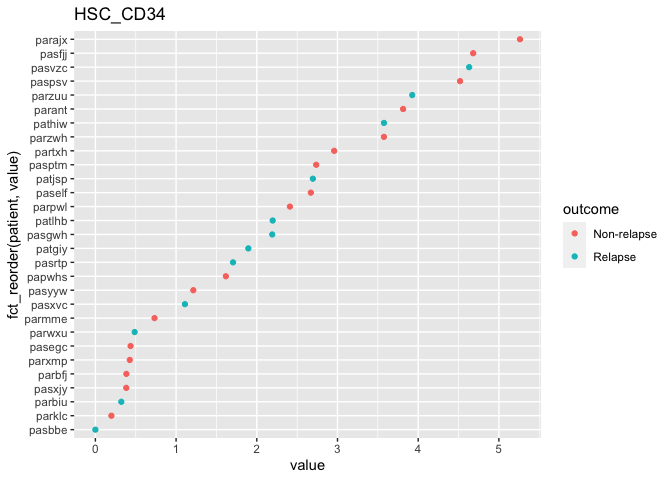 HSC_CD34
fct_reorder(patient, value)
parajx
pasfjj
pasvzc
paspsv
parzuu
parant
pathiw
parzwh
partxh
pasptm
patjsp
paself
parpwl
patlhb
pasgwh
patgiy
pasrtp
papwhs
pasyyw
pasxvc
parmme
parwxu
pasegc
parxmp
parbfj
pasxjy
parbiu
parklc
pasbbe
0 1 2 3 4 5
value
outcome
Non-relapse
Relapse